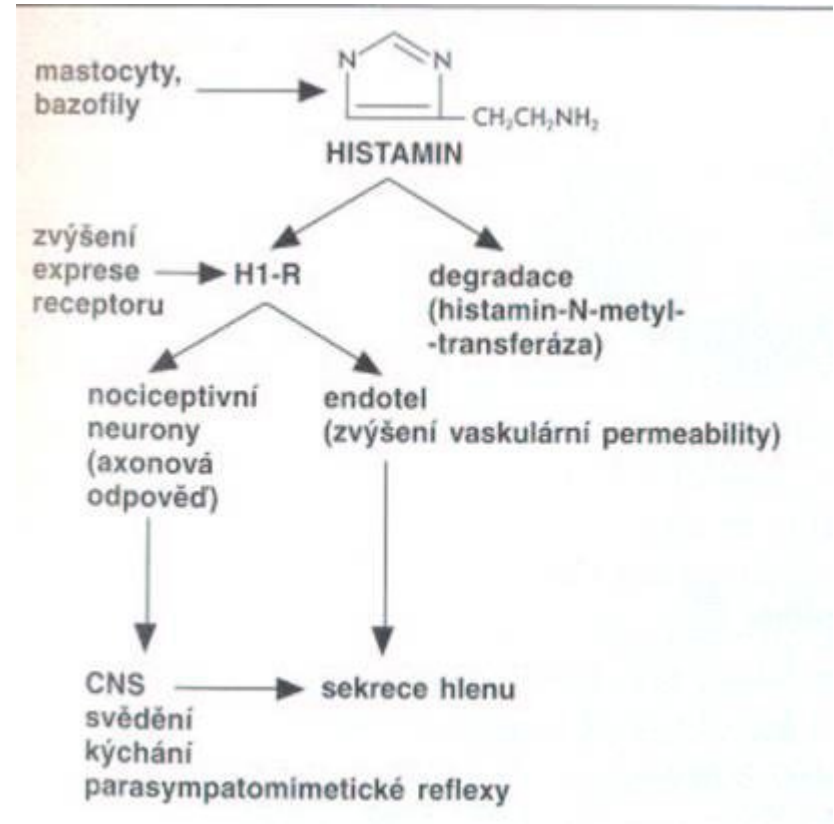 mastocyty,
bazofily
N
N
CH₂CH₂NH₂
HISTAMIN
zvýšení
exprese
receptoru
H1-R
degradace
(histamin-N-metyl-
-transferáza)
nociceptivní
neurony
(axonová
odpověď)
endotel
(zvýšení vaskulární permeability)
CNS
svědění
kýchání
parasympatomimetické reflexy
sekrece hlenu